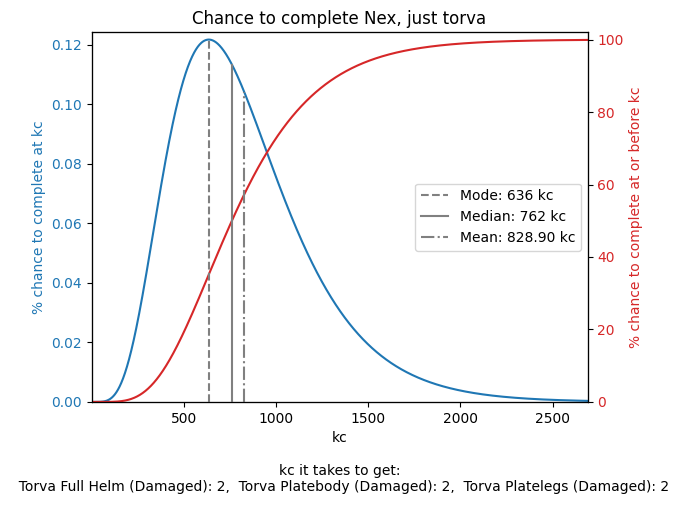 Chance to complete Nex, just torva
% chance to complete at kc
0.12
0.10
0.08
0.06
0.04
0.02
0.00
100
80
60
40
20
0
% chance to complete at or before kc
Mode: 636 kc
Median: 762 kc
Mean: 828.90 kc
500 1000 1500 2000 2500
kc
kc it takes to get:
Torva Full Helm (Damaged): 2,  Torva Platebody (Damaged): 2,  Torva Platelegs (Damaged): 2